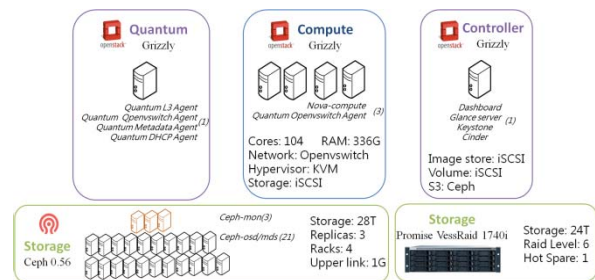 Quantum
openstack
Grizzly
Quantum L3 Agent
Quantum Openvswitch Agent
Quantum Metadata Agent
Quantum DHCP Agent
(1)
Compute
openstack
Grizzly
Nova-compute
Quantum Openvswitch Agent
(3)
Cores: 104 RAM: 336G
Network: Openvswitch
Hypervisor: KVM
Storage: iSCSI
Controller
openstack
Grizzly
Dashboard
Glance server
Keystone
Cinder
(1)
Image store: iSCSI
Volume: iSCSI
S3: Ceph
Storage
Ceph 0.56
Ceph-mon(3)
Ceph-osd/mds (21)
Storage: 28T
Replicas: 3
Racks: 4
Upper link: 1G
Storage
Promise VessRaid 1740i
Storage: 24T
Raid Level: 6
Hot Spare: 1